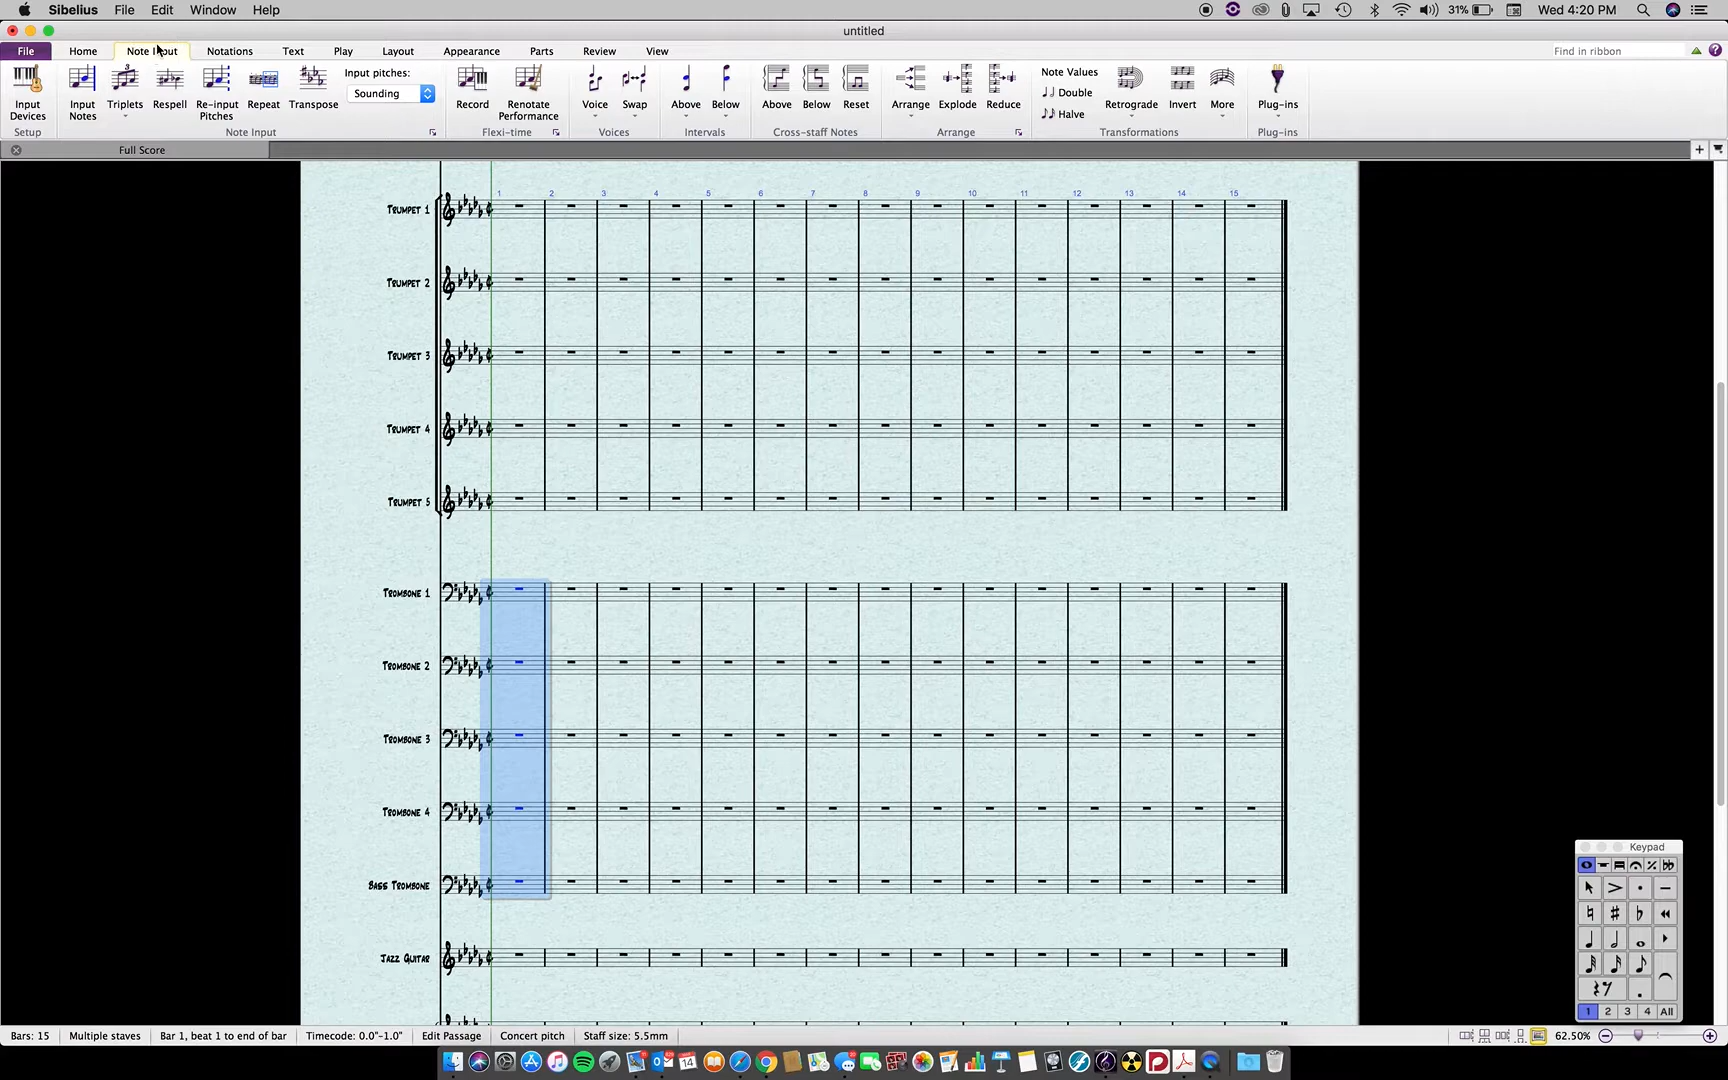 Sibelius File Edit Window Help 31% Wed 4:20 PM
untitled
File Home Note Input Notations Text Play Layout Appearance Parts Review View Find in ribbon
Input Devices
Input Notes
Triplets
Respell
Re-input Pitches
Repeat
Transpose
Input pitches:
Sounding
Record
Renotate Performance
Voice
Swap
Above
Below
Above
Below
Reset
Arrange
Explode
Reduce
Note Values
Double
Halve
Retrograde
Invert
More
Plug-ins
Setup Note Input Flexi-time Voices Intervals Cross-staff Notes Arrange Transformations Plug-ins
Full Score
1 2 3 4 5 6 7 8 9 10 11 12 13 14 15
Trumpet 1
Trumpet 2
Trumpet 3
Trumpet 4
Trumpet 5
Trombone 1
Trombone 2
Trombone 3
Trombone 4
Bass Trombone
Jazz Guitar
Keypad
1 2 3 4 All
Bars: 15 Multiple staves Bar 1, beat 1 to end of bar Timecode: 0.0"-1.0" Edit Passage Concert pitch Staff size: 5.5mm 62.50%
14